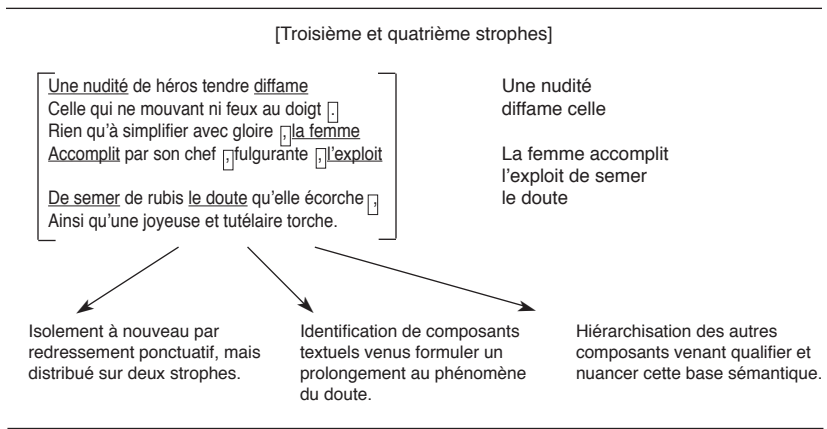 [Troisième et quatrième strophes]
Une nudité de héros tendre diffame
Celle qui ne mouvant ni feux au doigt .
Rien qu'à simplifier avec gloire , la femme
Accomplit par son chef , fulgurante , l'exploit
De semer de rubis le doute qu'elle écorche ,
Ainsi qu'une joyeuse et tutélaire torche.
Une nudité
diffame celle
La femme accomplit
l'exploit de semer
le doute
Isolement à nouveau par
redressement ponctuatif, mais
distribué sur deux strophes.
Identification de composants
textuels venus formuler un
prolongement au phénomène
du doute.
Hiérarchisation des autres
composants venant qualifier et
nuancer cette base sémantique.